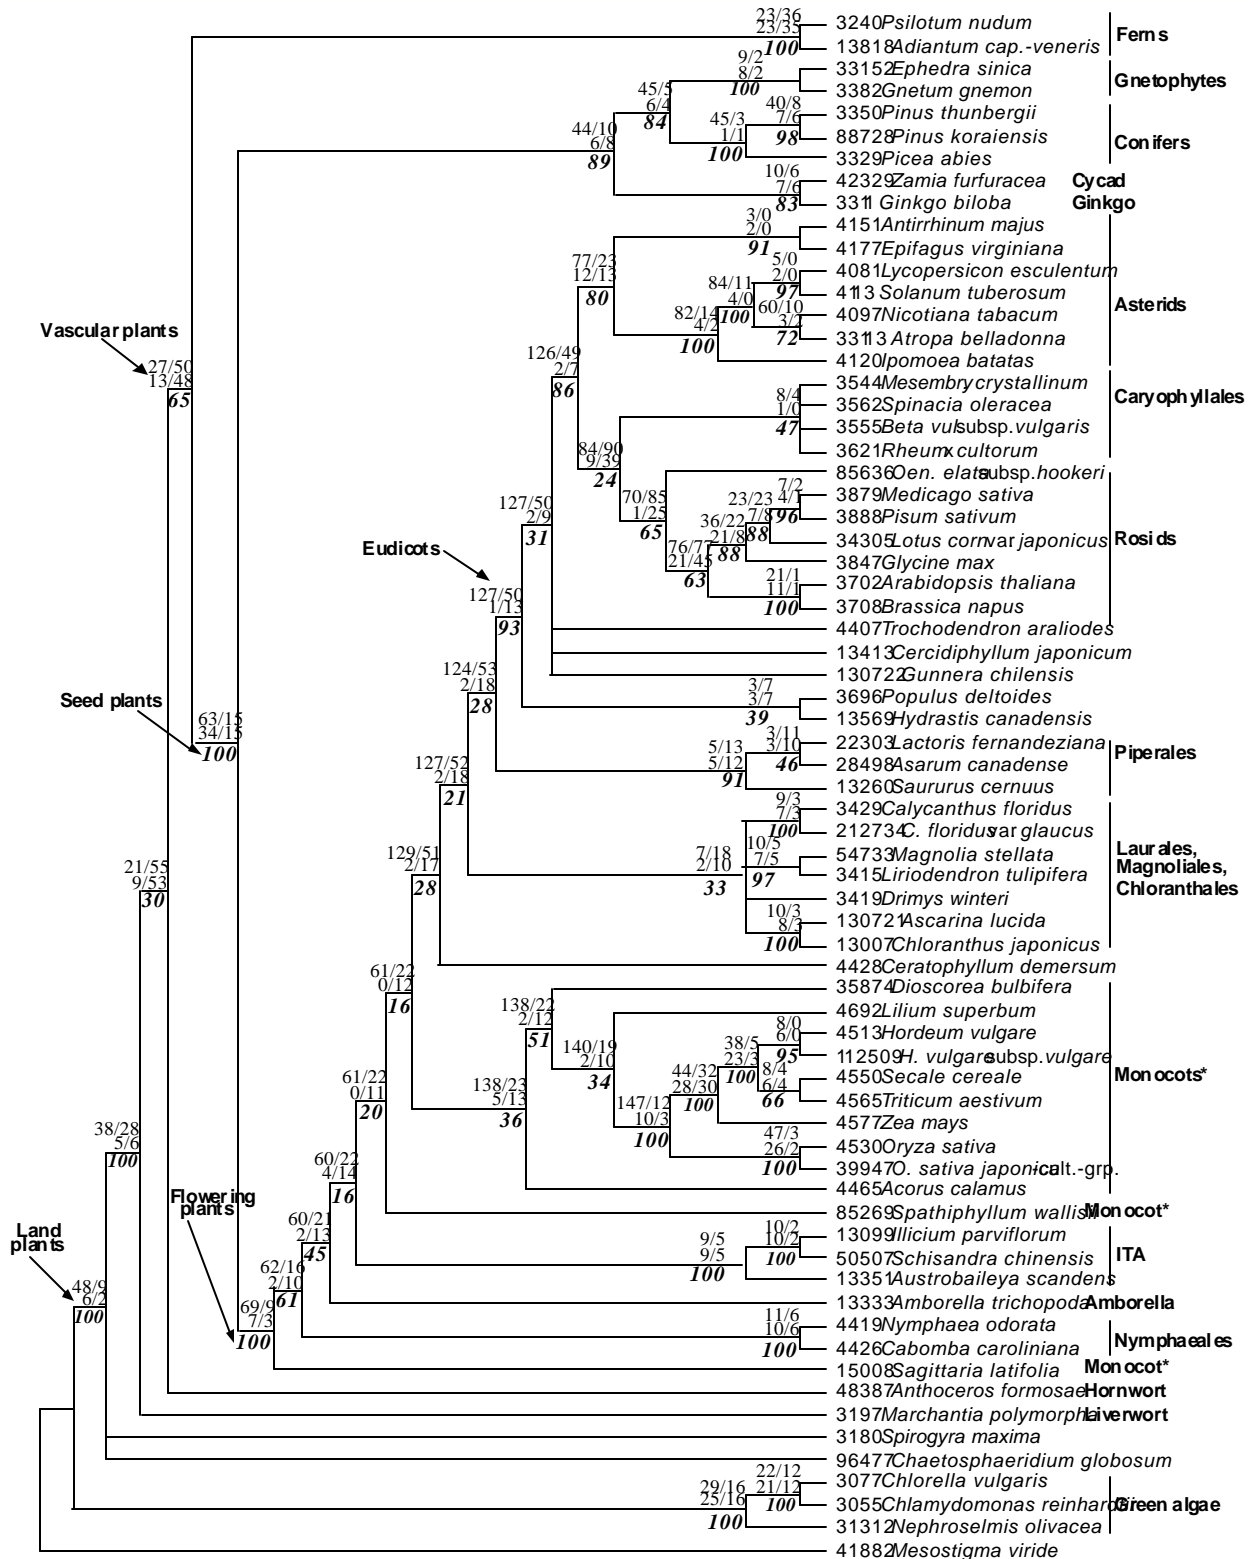 23/36
3240 Psilotum nudum
Ferns
23/35
100
13818 Adiantum cap.-veneris
9/2
33152 Ephedra sinica
Gnetophytes
8/2
100
3382 Gnetum gnemon
45/5
6/4
84
40/8
3350 Pinus thunbergii
7/6
98
88728 Pinus koraiensis
Conifers
45/3
1/1
100
3329 Picea abies
44/10
6/8
89
10/6
42329 Zamia furfuracea
Cycad
7/6
83
3311 Ginkgo biloba
Ginkgo
3/0
4151 Antirrhinum majus
2/0
91
4177 Epifagus virginiana
77/23
12/13
80
5/0
4081 Lycopersicon esculentum
2/0
97
4113 Solanum tuberosum
Asterids
84/11
4/0
100
60/10
4097 Nicotiana tabacum
3/2
72
33113 Atropa belladonna
82/14
4/2
100
4120 Ipomoea batatas
Vascular plants
27/50
13/48
65
126/49
2/7
86
3544 Mesembry crystallinum
Caryophyllales
8/4
3562 Spinacia oleracea
1/0
47
3555 Beta vul subsp. vulgaris
3621 Rheum x cultorum
84/90
9/39
24
85636 Oen. elata subsp. hookeri
7/2
3879 Medicago sativa
4/1
96
3888 Pisum sativum
70/85
1/25
65
23/23
7/8
88
34305 Lotus corn var. japonicus
Rosids
36/22
21/8
88
3847 Glycine max
76/77
21/45
63
21/1
3702 Arabidopsis thaliana
11/1
100
3708 Brassica napus
127/50
2/9
31
4407 Trochodendron araliodes
Eudicots
127/50
1/13
93
13413 Cercidiphyllum japonicum
130722 Gunnera chilensis
124/53
2/18
28
3/7
3696 Populus deltoides
3/7
39
13569 Hydrastis canadensis
Seed plants
63/15
34/15
100
3/11
22303 Lactoris fernandeziana
3/10
46
28498 Asarum canadense
Piperales
5/13
5/12
91
13260 Saururus cernuus
127/52
2/18
21
9/3
3429 Calycanthus floridus
7/3
100
212734 C. floridus var. glaucus
Laurales,
Magnoliales,
Chloranthales
129/51
2/17
28
7/18
2/10
33
10/5
54733 Magnolia stellata
7/5
97
3415 Liriodendron tulipifera
3419 Drimys winteri
21/55
9/53
30
10/3
130721 Ascarina lucida
8/3
100
13007 Chloranthus japonicus
4428 Ceratophyllum demersum
61/22
0/12
16
35874 Dioscorea bulbifera
138/22
2/12
51
4692 Lilium superbum
8/0
4513 Hordeum vulgare
6/0
95
112509 H. vulgare subsp. vulgare
140/19
2/10
34
38/5
23/3
100
8/4
4550 Secale cereale
Monocots*
6/4
66
4565 Triticum aestivum
44/32
28/30
100
4577 Zea mays
61/22
0/11
20
138/23
5/13
36
147/12
10/3
100
47/3
4530 Oryza sativa
26/2
100
39947 O. sativa japonica-cult.-grp.
38/28
5/6
100
60/22
4/14
16
4465 Acorus calamus
85269 Spathiphyllum wallisii
Monocot*
Flowering
plants
60/21
2/13
45
10/2
13099 Illicium parviflorum
10/2
100
50507 Schisandra chinensis
ITA
9/5
9/5
100
13351 Austrobaileya scandens
Land
plants
48/9
6/2
100
62/16
2/10
61
13333 Amborella trichopoda
Amborella
69/9
7/3
100
11/6
4419 Nymphaea odorata
10/6
100
4426 Cabomba caroliniana
Nymphaeales
15008 Sagittaria latifolia
Monocot*
48387 Anthoceros formosae
Hornwort
3197 Marchantia polymorpha
Liverwort
3180 Spirogyra maxima
96477 Chaetosphaeridium globosum
22/12
3077 Chlorella vulgaris
21/12
100
29/16
25/16
100
3055 Chlamydomonas reinhardtii
Green algae
31312 Nephroselmis olivacea
41882 Mesostigma viride